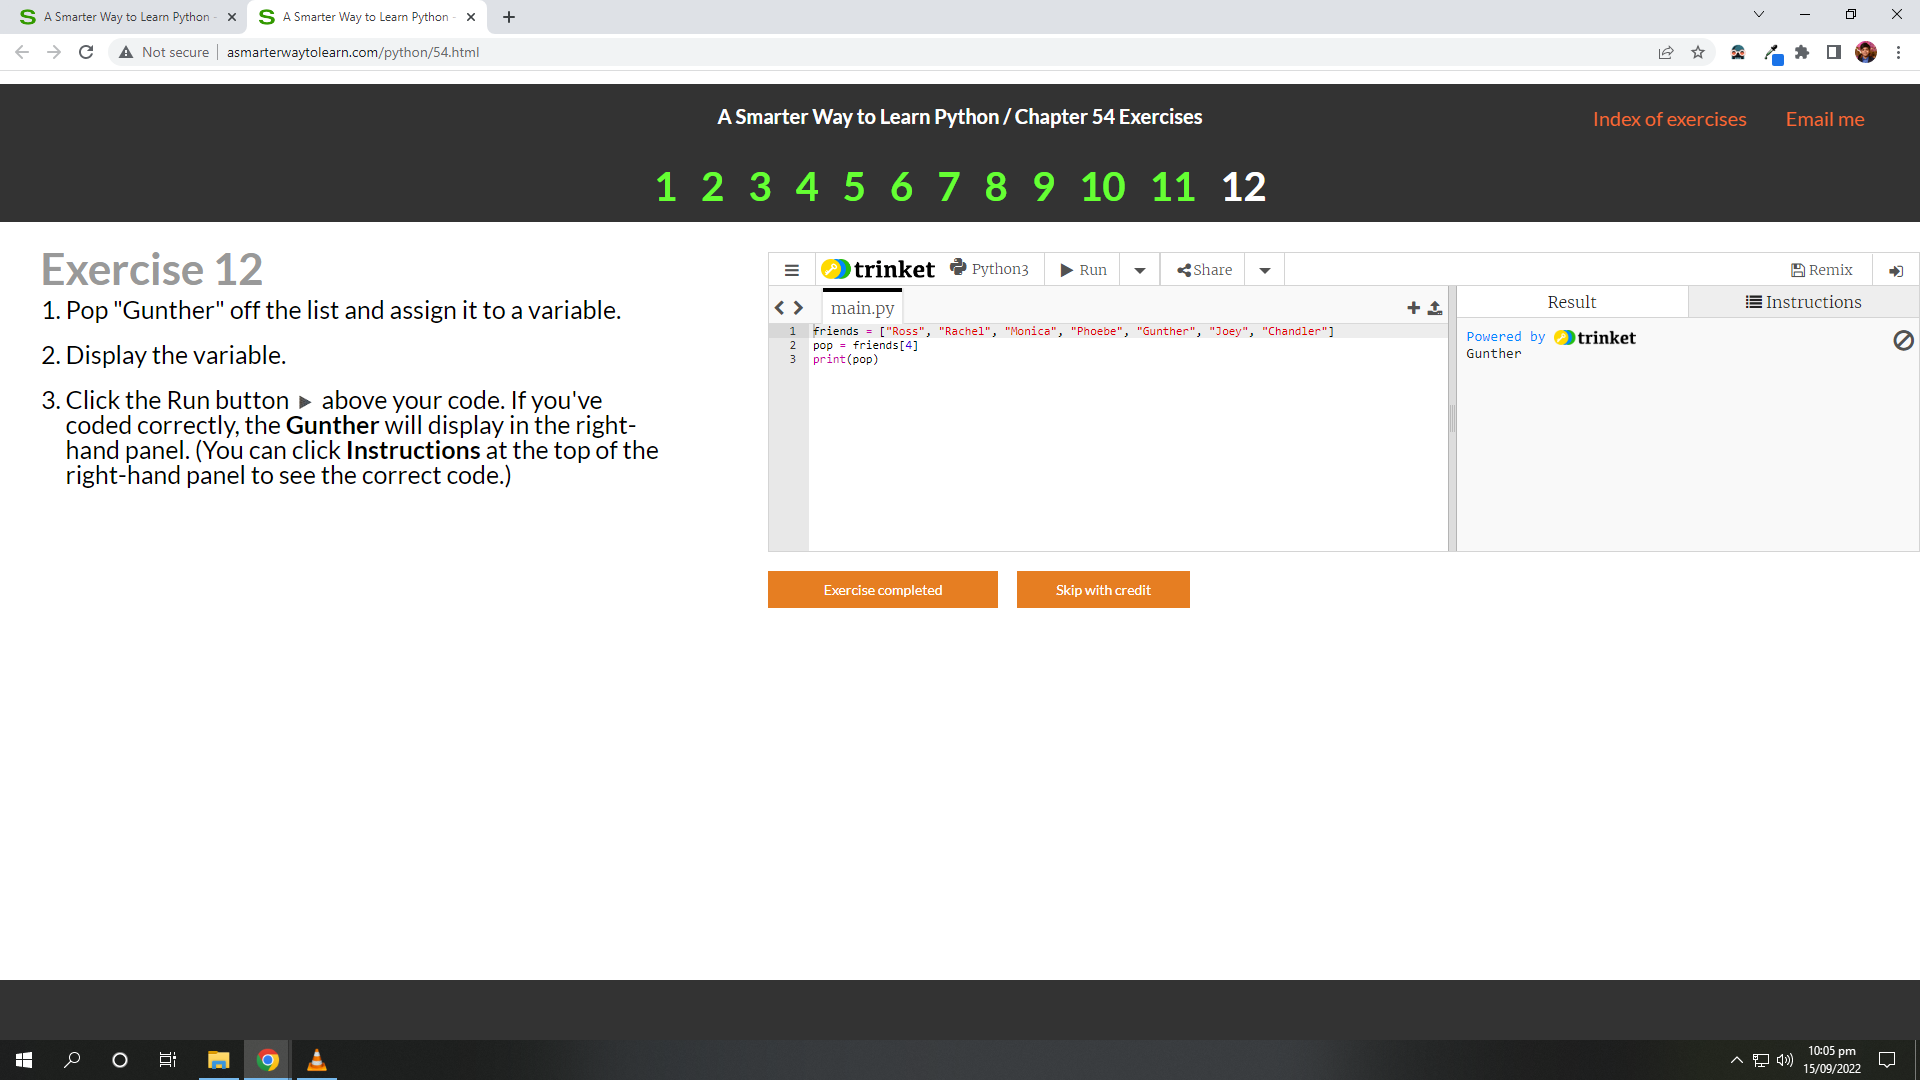 A Smarter Way to Learn Python -
A Smarter Way to Learn Python -
Not secure | asmarterwaytolearn.com/python/54.html
A Smarter Way to Learn Python / Chapter 54 Exercises
Index of exercises Email me
1 2 3 4 5 6 7 8 9 10 11 12
Exercise 12
1. Pop "Gunther" off the list and assign it to a variable.
2. Display the variable.
3. Click the Run button ▶ above your code. If you've
coded correctly, the Gunther will display in the right-
hand panel. (You can click Instructions at the top of the
right-hand panel to see the correct code.)
trinket Python3 Run Share Remix
main.py
1 friends = ["Ross", "Rachel", "Monica", "Phoebe", "Gunther", "Joey", "Chandler"]
2 pop = friends[4]
3 print(pop)
Result Instructions
Powered by trinket
Gunther
Exercise completed Skip with credit
10:05 pm
15/09/2022